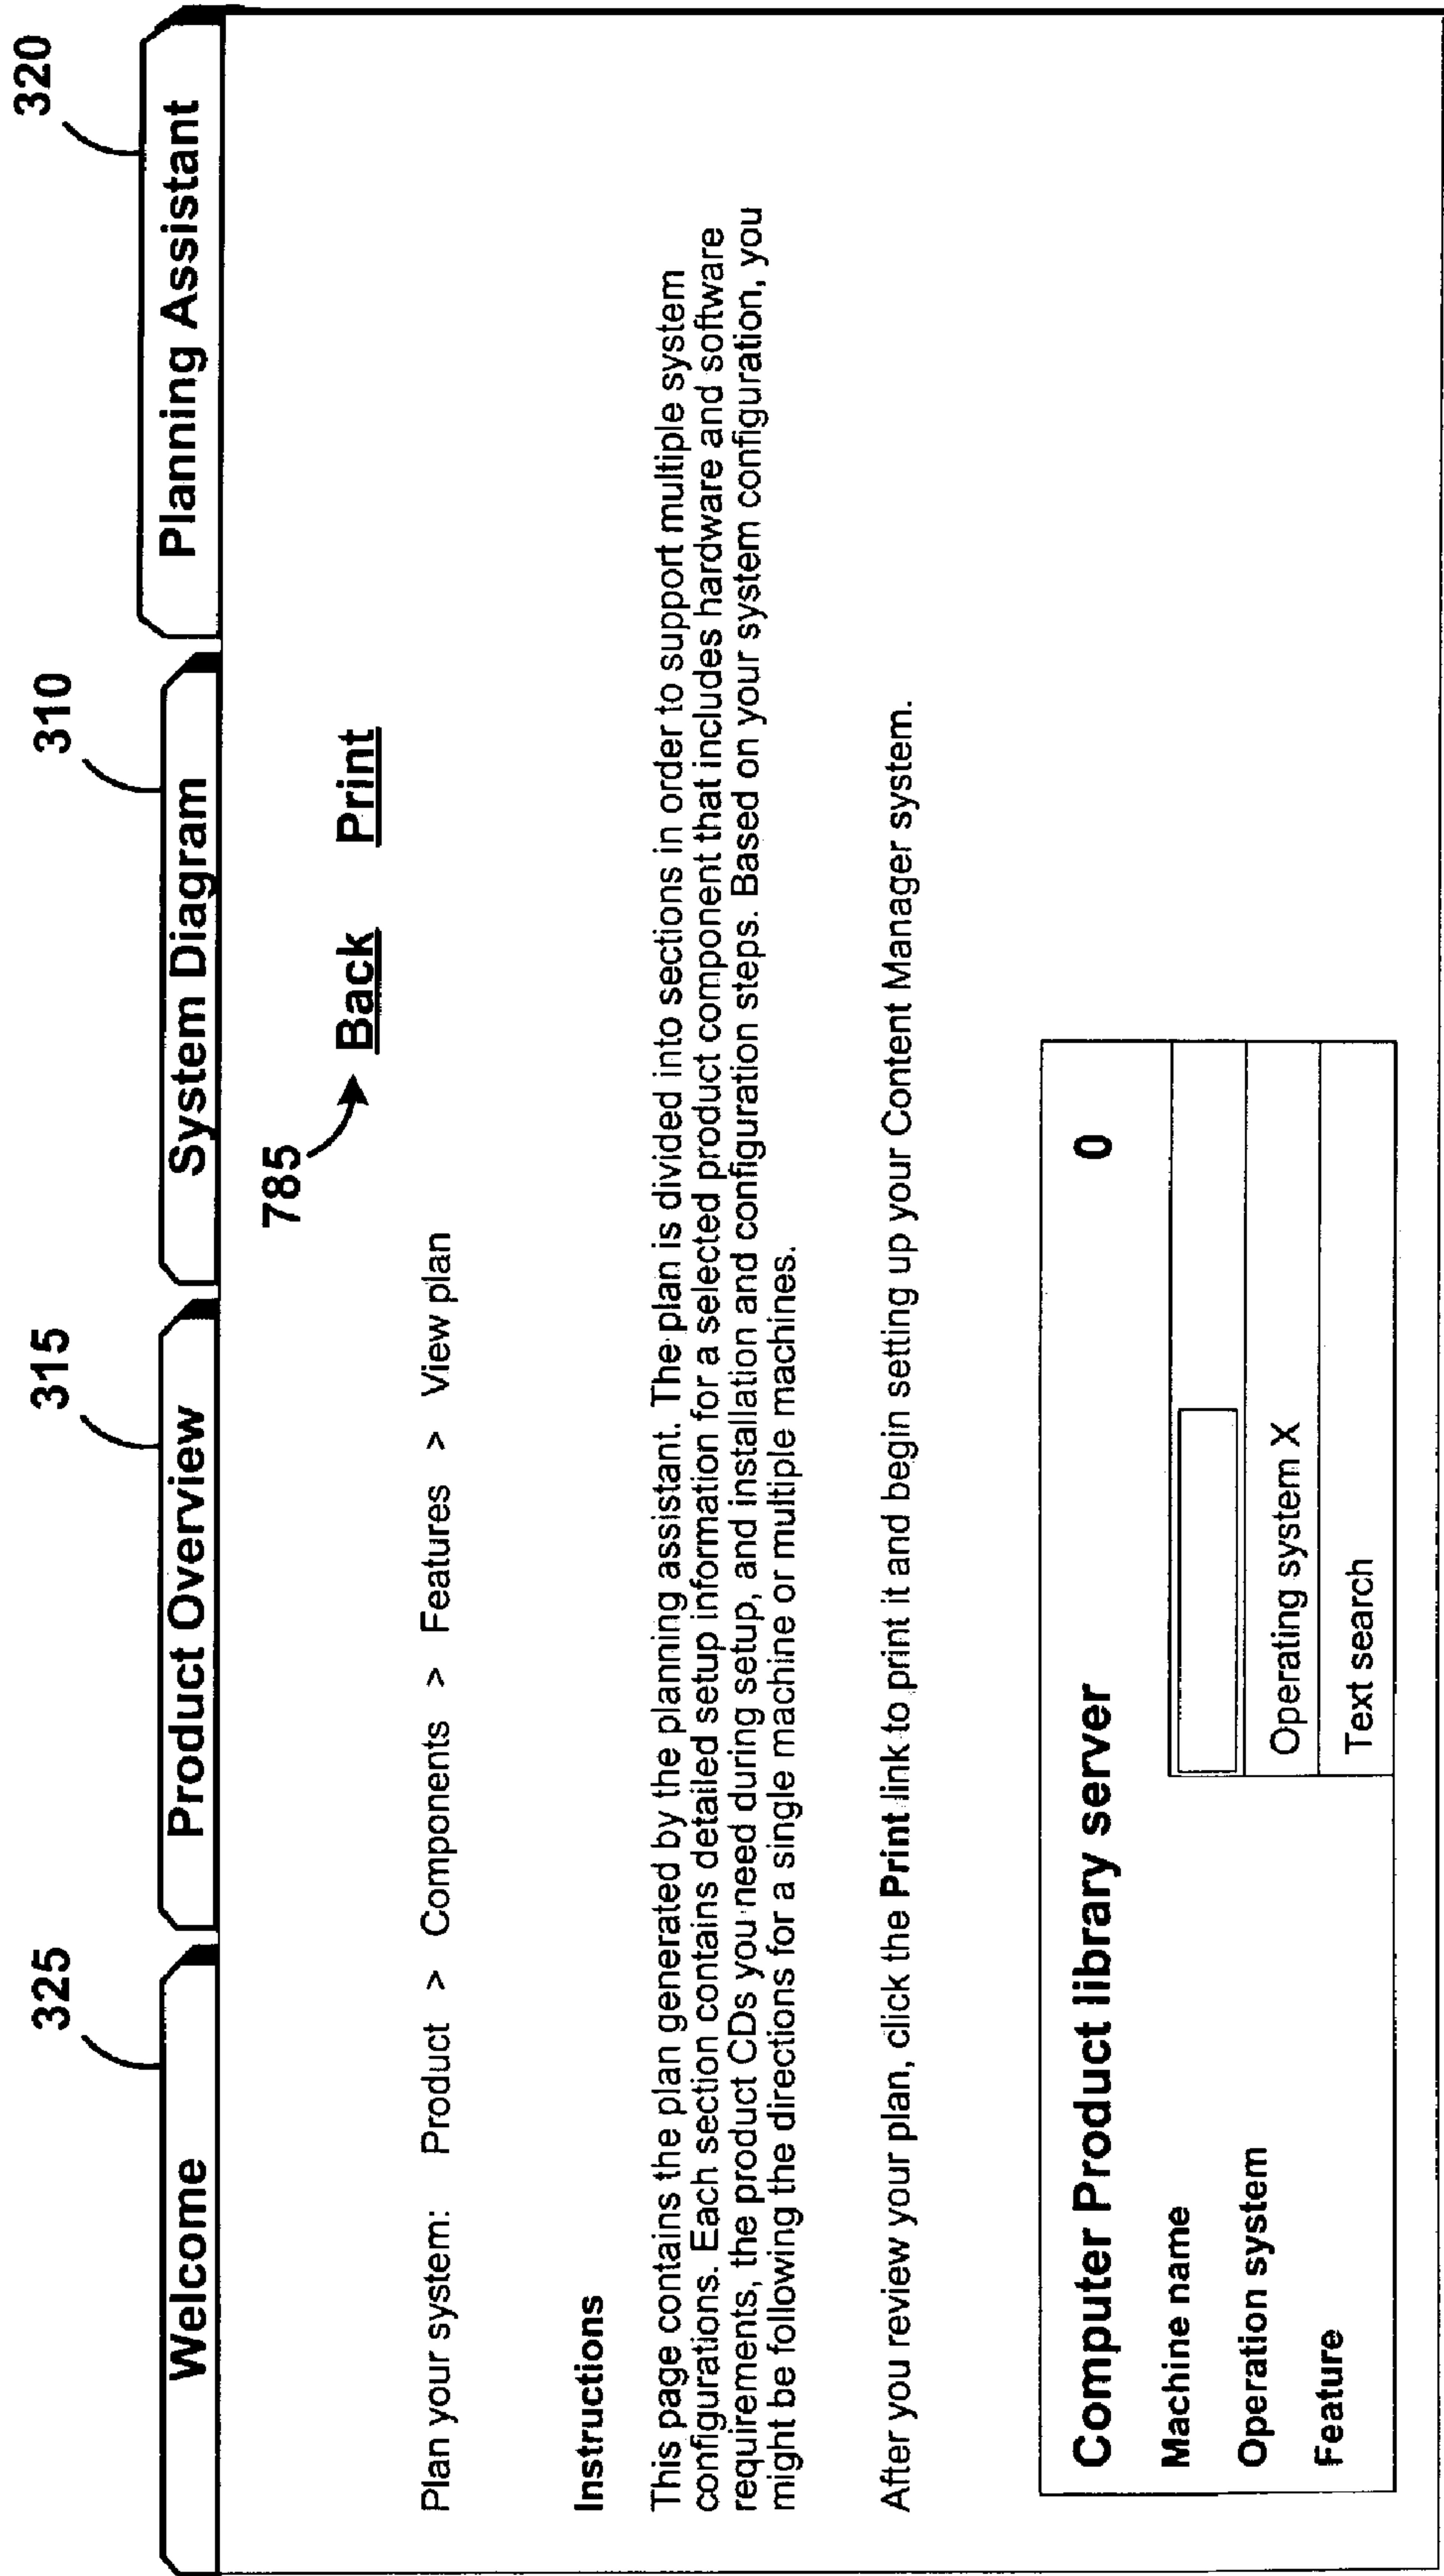 325 315 310 320
Welcome Product Overview System Diagram Planning Assistant
785 Back Print
Plan your system: Product > Components > Features > View plan
Instructions
This page contains the plan generated by the planning assistant. The plan is divided into sections in order to support multiple system
configurations. Each section contains detailed setup information for a selected product component that includes hardware and software
requirements, the product CDs you need during setup, and installation and configuration steps. Based on your system configuration, you
might be following the directions for a single machine or multiple machines.
After you review your plan, click the Print link to print it and begin setting up your Content Manager system.
Computer Product library server 0
Machine name
Operation system Operating system X
Feature Text search